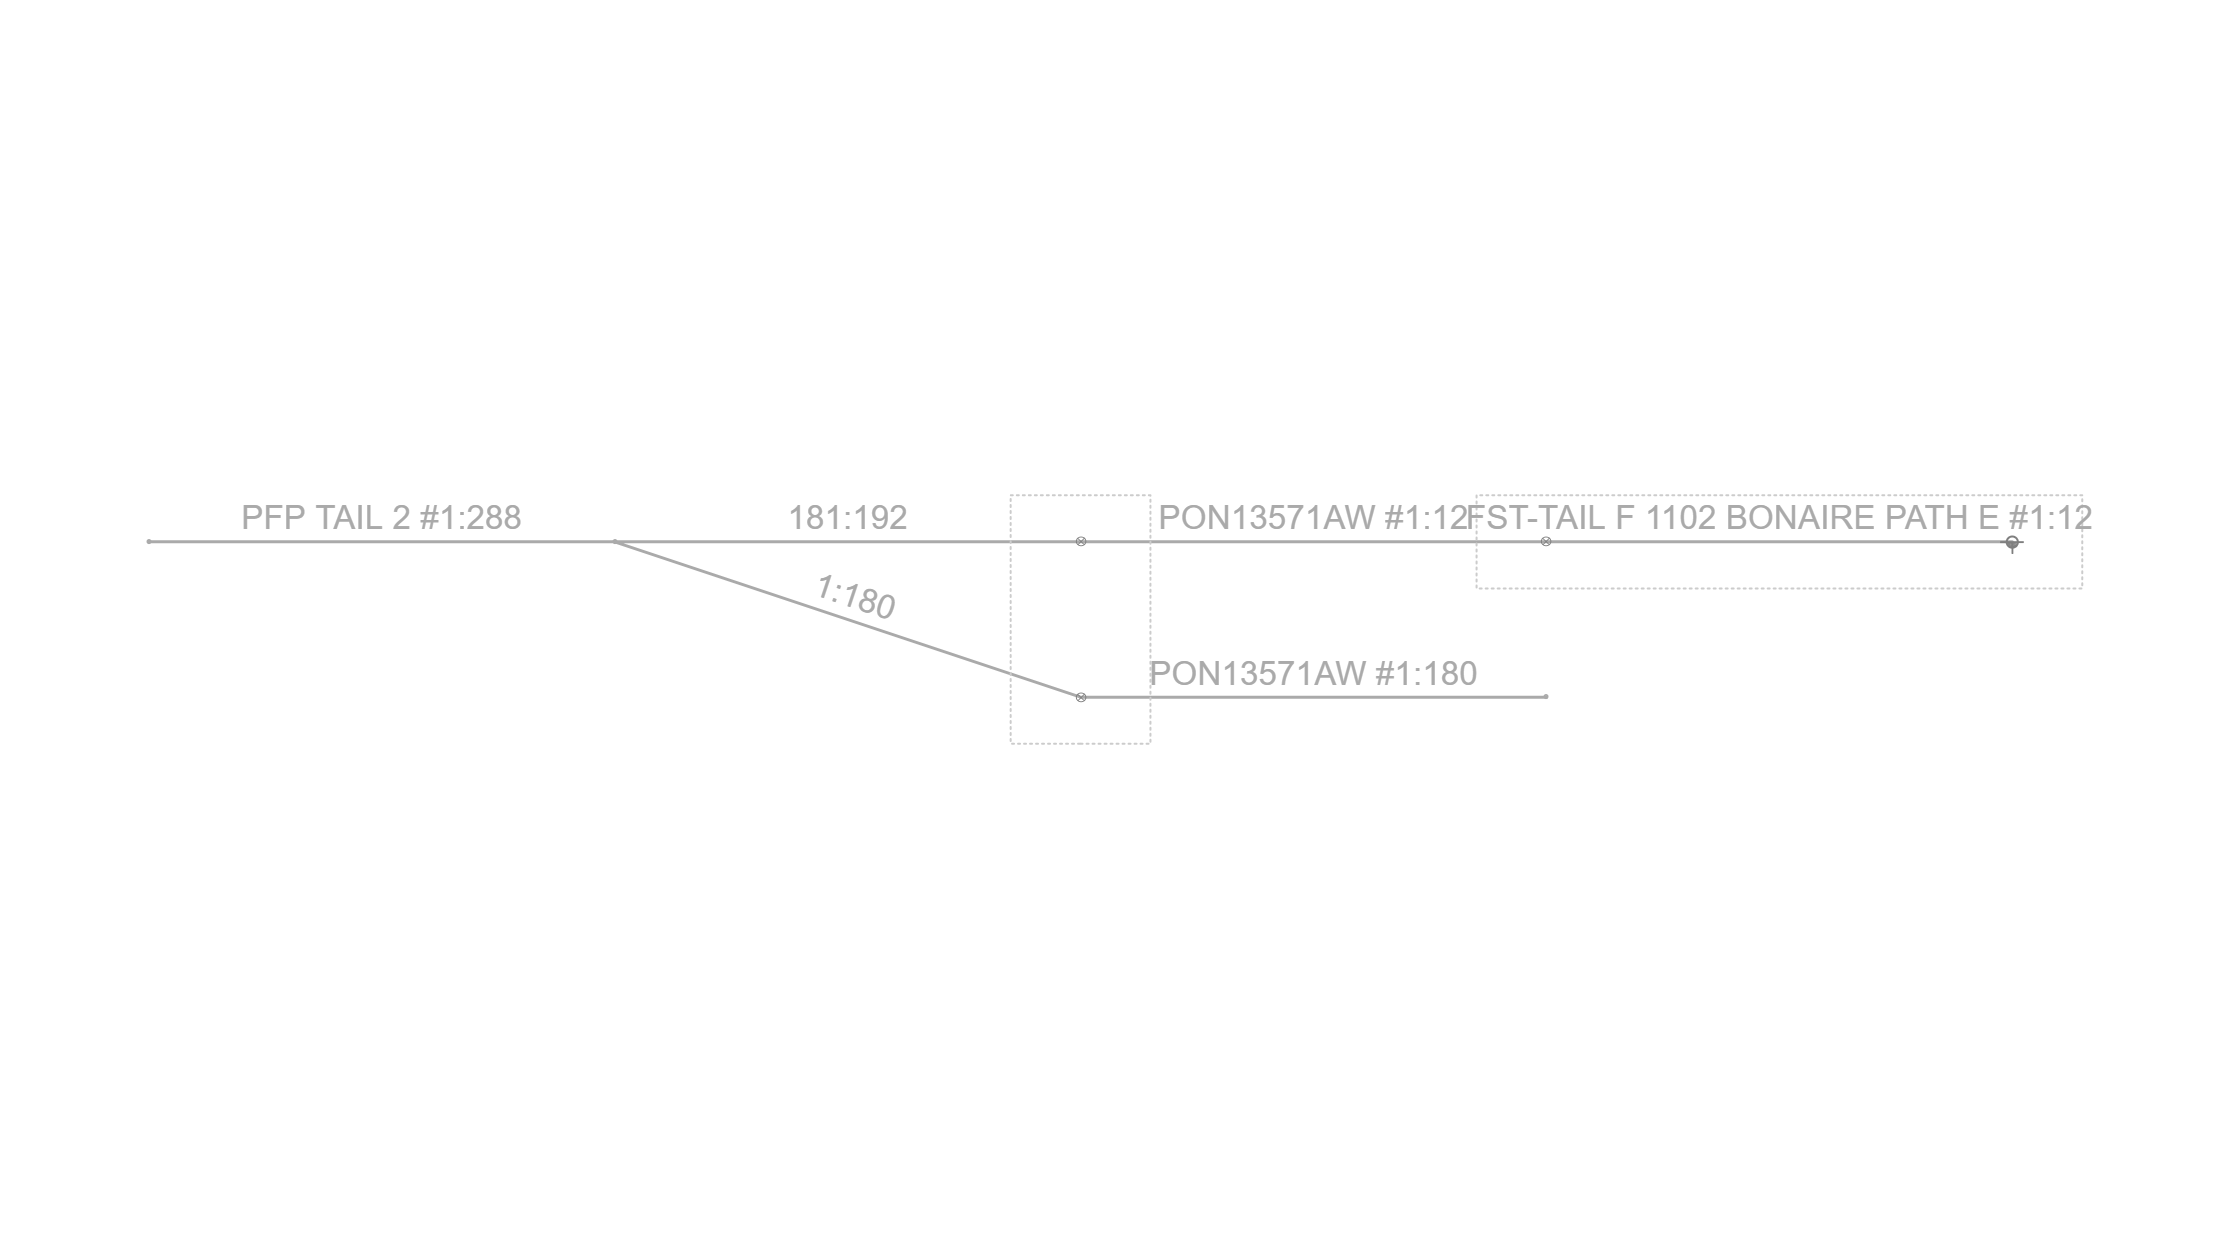 PFP TAIL 2 #1:288
181:192
PON13571AW #1:12
FST-TAIL F 1102 BONAIRE PATH E #1:12
1:180
PON13571AW #1:180